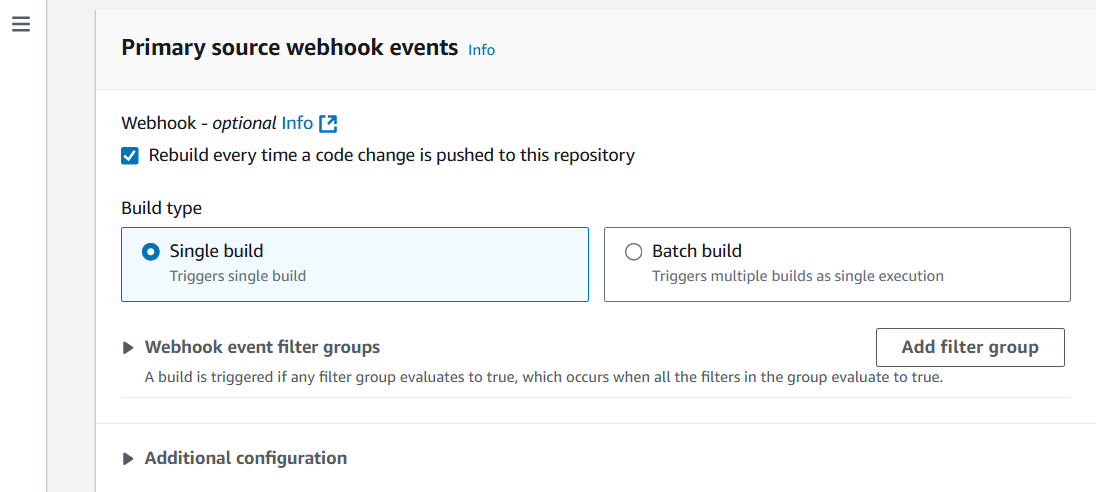 Primary source webhook events Info
Webhook - optional Info
Rebuild every time a code change is pushed to this repository
Build type
Single build
Triggers single build
Batch build
Triggers multiple builds as single execution
Webhook event filter groups
Add filter group
A build is triggered if any filter group evaluates to true, which occurs when all the filters in the group evaluate to true.
Additional configuration